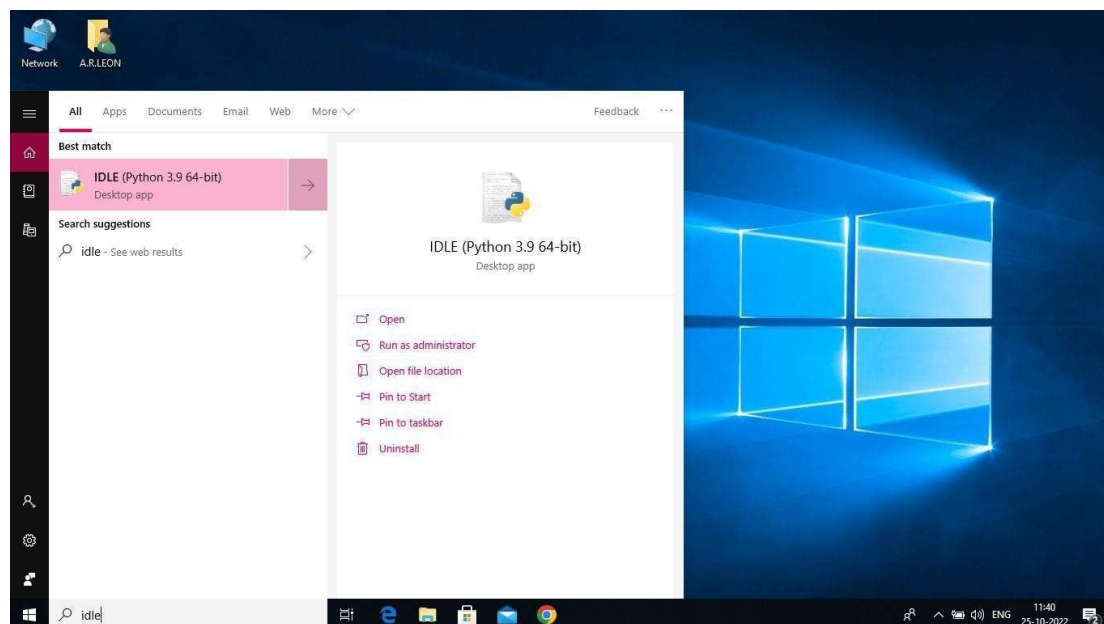 Network A.R.LEON
All Apps Documents Email Web More Feedback ...
Best match
IDLE (Python 3.9 64-bit)
Desktop app
Search suggestions
idle - See web results
IDLE (Python 3.9 64-bit)
Desktop app
Open
Run as administrator
Open file location
Pin to Start
Pin to taskbar
Uninstall
idle
ENG
11:40
25-10-2022
2